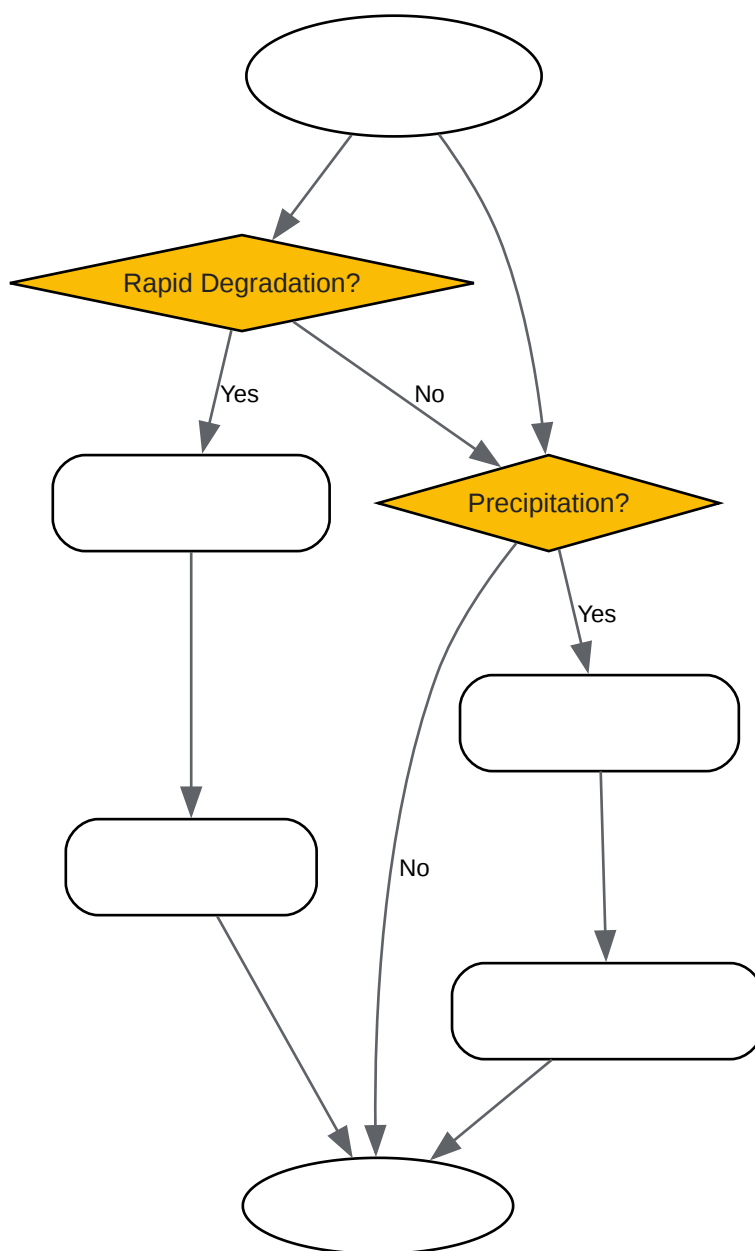 Rapid Degradation?
Yes
No
Precipitation?
Yes
No